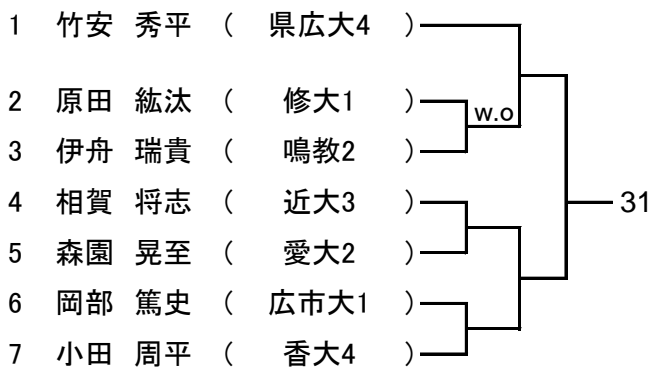 1 竹安 秀平 ( 県広大4 )
2 原田 紘汰 ( 修大1 )
w.o
3 伊舟 瑞貴 ( 鳴教2 )
4 相賀 将志 ( 近大3 )
31
5 森園 晃至 ( 愛大2 )
6 岡部 篤史 ( 広市大1 )
7 小田 周平 ( 香大4 )